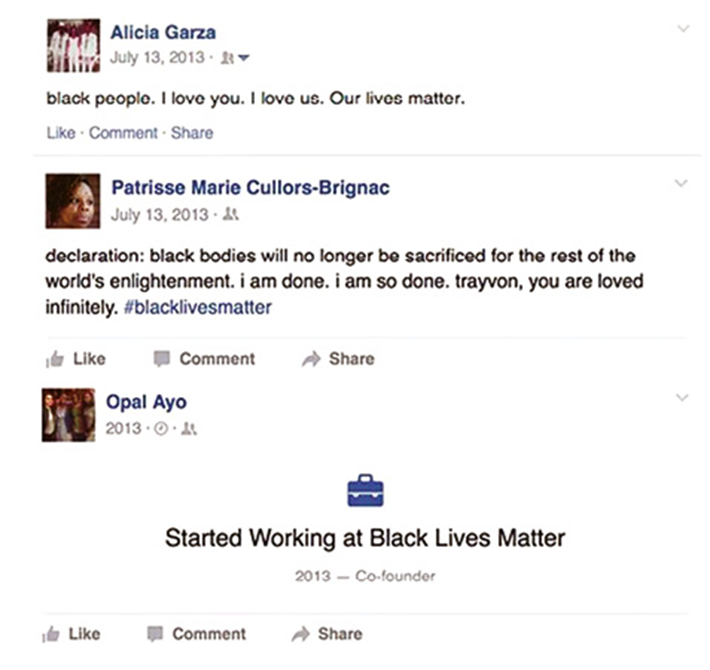 Alicia Garza
July 13, 2013 ·
black people. I love you. I love us. Our lives matter.
Like · Comment · Share
Patrisse Marie Cullors-Brignac
July 13, 2013 ·
declaration: black bodies will no longer be sacrificed for the rest of the
world's enlightenment. i am done. i am so done. trayvon, you are loved
infinitely. #blacklivesmatter
Like Comment Share
Opal Ayo
2013 · ·
Started Working at Black Lives Matter
2013 — Co-founder
Like Comment Share